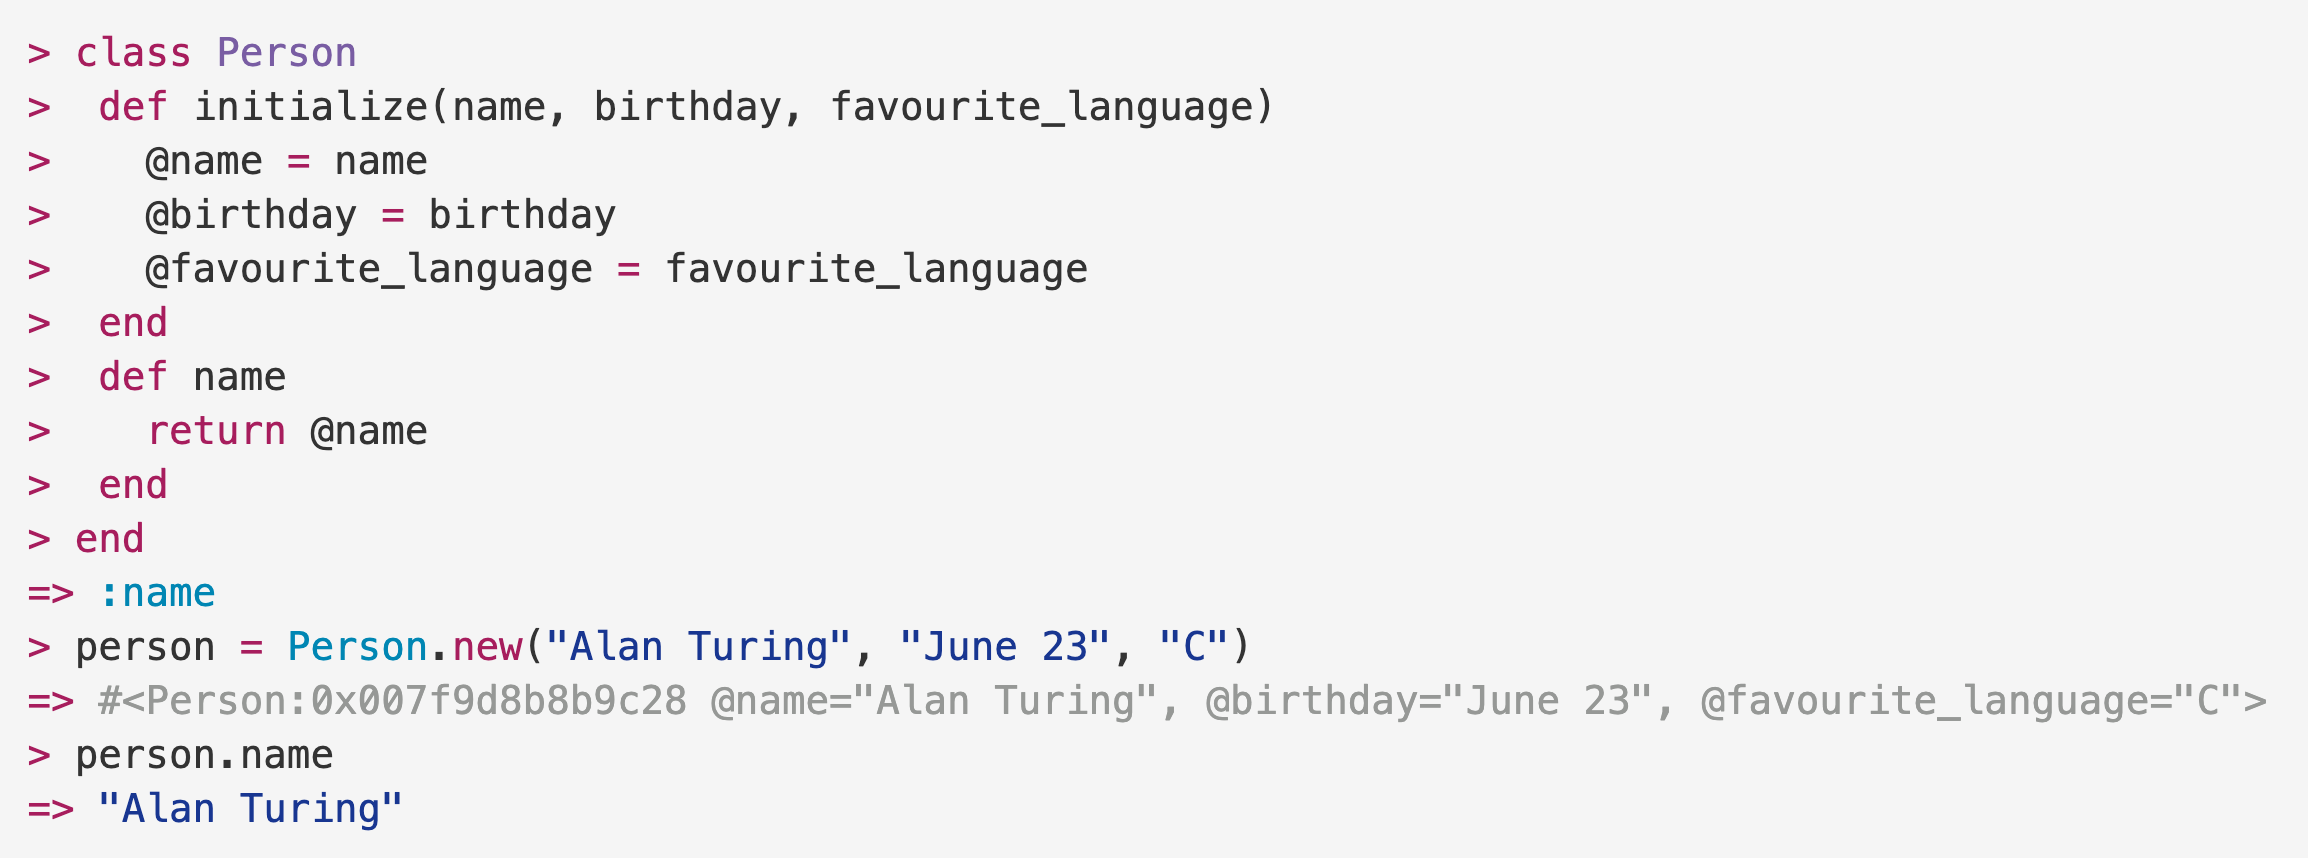 > class Person
>  def initialize(name, birthday, favourite_language)
>    @name = name
>    @birthday = birthday
>    @favourite_language = favourite_language
>  end
>  def name
>    return @name
>  end
> end
=> :name
> person = Person.new("Alan Turing", "June 23", "C")
=> #<Person:0x007f9d8b8b9c28 @name="Alan Turing", @birthday="June 23", @favourite_language="C">
> person.name
=> "Alan Turing"